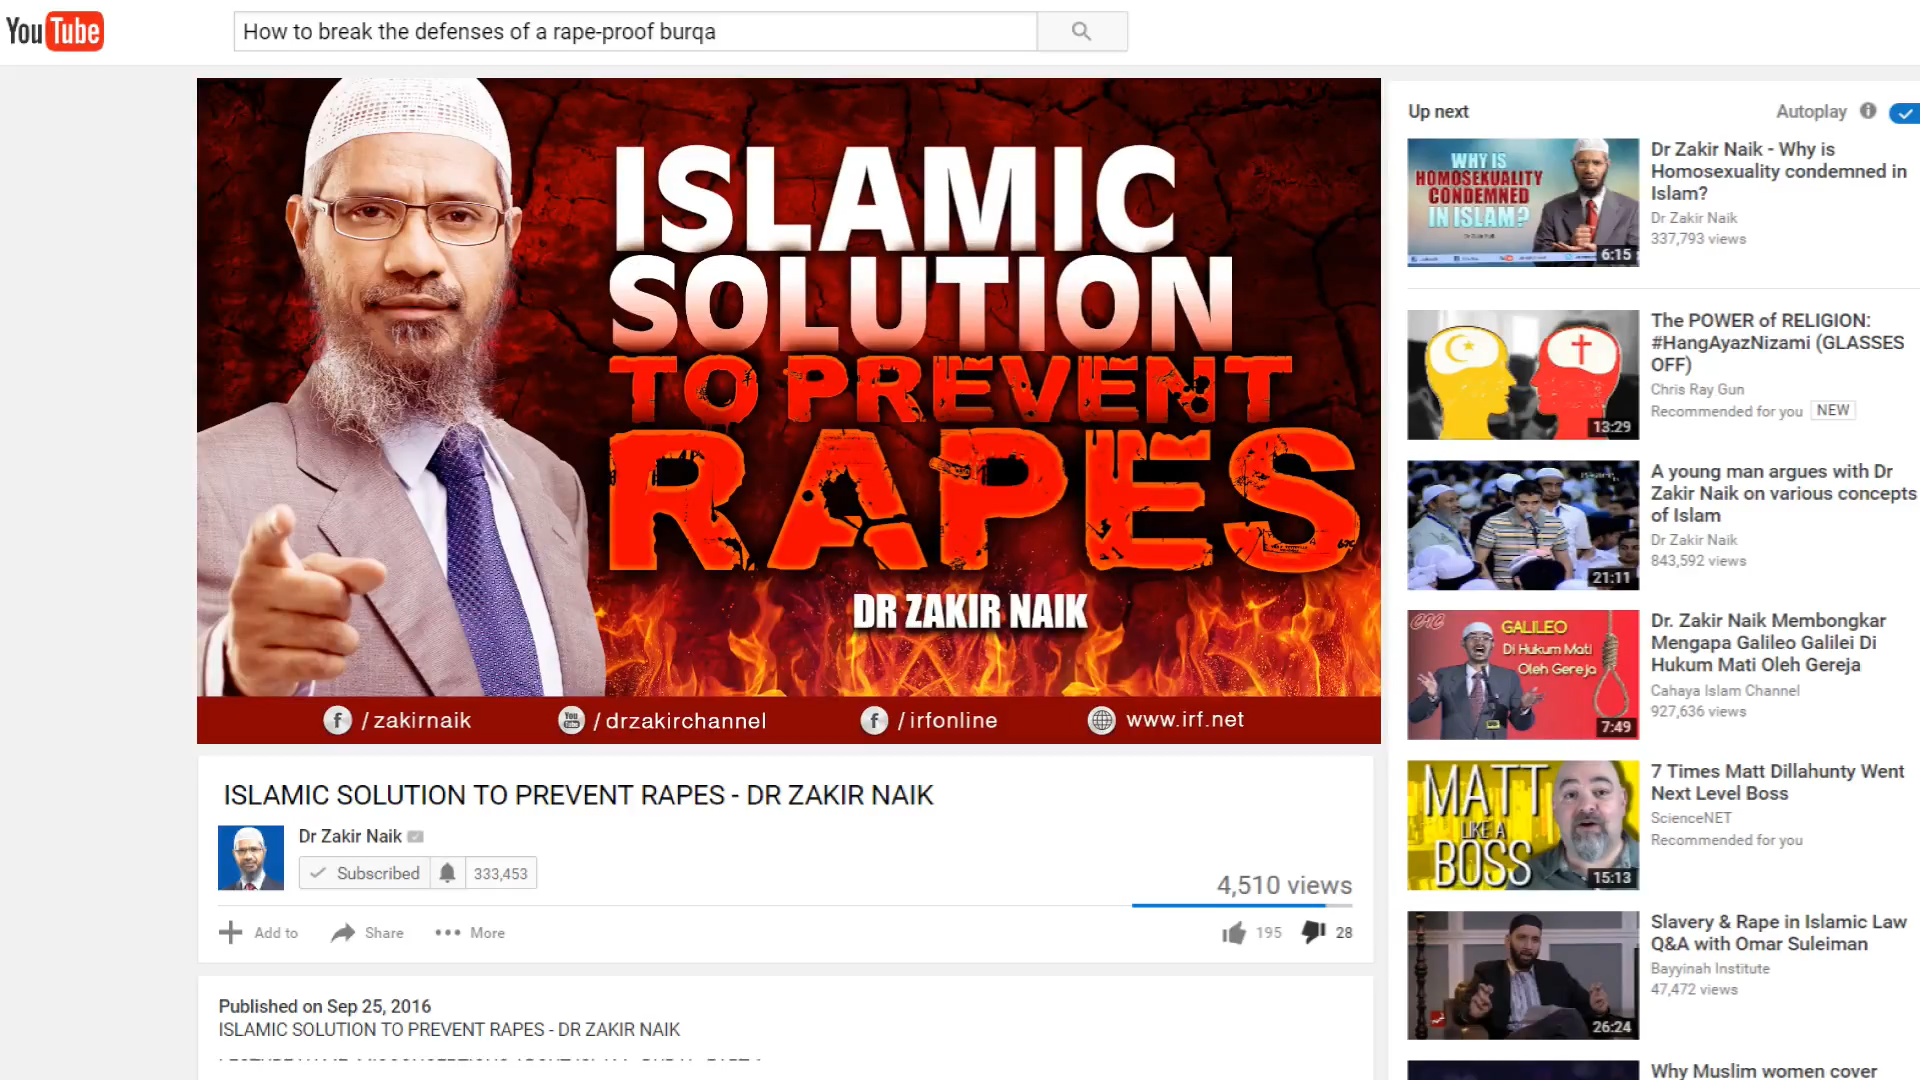 YouTube
How to break the defenses of a rape-proof burqa
ISLAMIC
SOLUTION
TO PREVENT
RAPES
DR ZAKIR NAIK
/ zakirnaik
You Tube / drzakirchannel
/ irfonline
www.irf.net
ISLAMIC SOLUTION TO PREVENT RAPES - DR ZAKIR NAIK
Dr Zakir Naik
Subscribed 333,453
4,510 views
Add to Share More
195 28
Published on Sep 25, 2016
ISLAMIC SOLUTION TO PREVENT RAPES - DR ZAKIR NAIK
Up next Autoplay
WHY IS
HOMOSEXUALITY
CONDEMNED
IN ISLAM?
6:15
Dr Zakir Naik - Why is
Homosexuality condemned in
Islam?
Dr Zakir Naik
337,793 views
13:29
The POWER of RELIGION:
#HangAyazNizami (GLASSES
OFF)
Chris Ray Gun
Recommended for you NEW
21:11
A young man argues with Dr
Zakir Naik on various concepts
of Islam
Dr Zakir Naik
843,592 views
CIC
GALILEO
Di Hukum Mati
Oleh Gereja
7:49
Dr. Zakir Naik Membongkar
Mengapa Galileo Galilei Di
Hukum Mati Oleh Gereja
Cahaya Islam Channel
927,636 views
MATT
LIKE A
BOSS
15:13
7 Times Matt Dillahunty Went
Next Level Boss
ScienceNET
Recommended for you
26:24
Slavery & Rape in Islamic Law
Q&A with Omar Suleiman
Bayyinah Institute
47,472 views
Why Muslim women cover